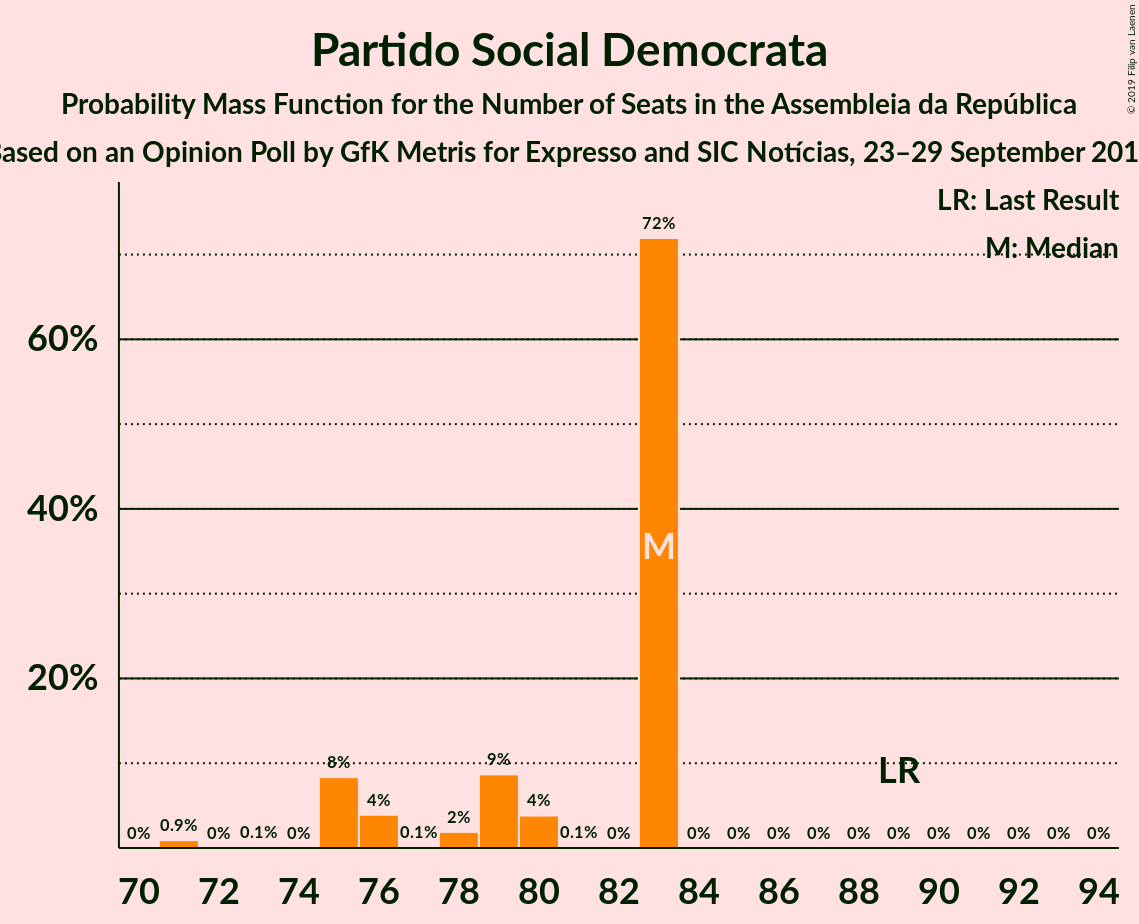 Partido Social Democrata
Probability Mass Function for the Number of Seats in the Assembleia da República
on an Opinion Poll by GfK Metris for Expresso and SIC Notícias, 23–29 September
© 2019 Filip van Laenen
LR: Last Result
M: Median
72%
60%
40%
20%
M
LR
0% 0.9% 0% 0.1% 0% 8% 4% 0.1% 2% 9% 4% 0.1% 0% 0% 0% 0% 0% 0% 0% 0% 0% 0% 0% 0%
70 72 74 76 78 80 82 84 86 88 90 92 94